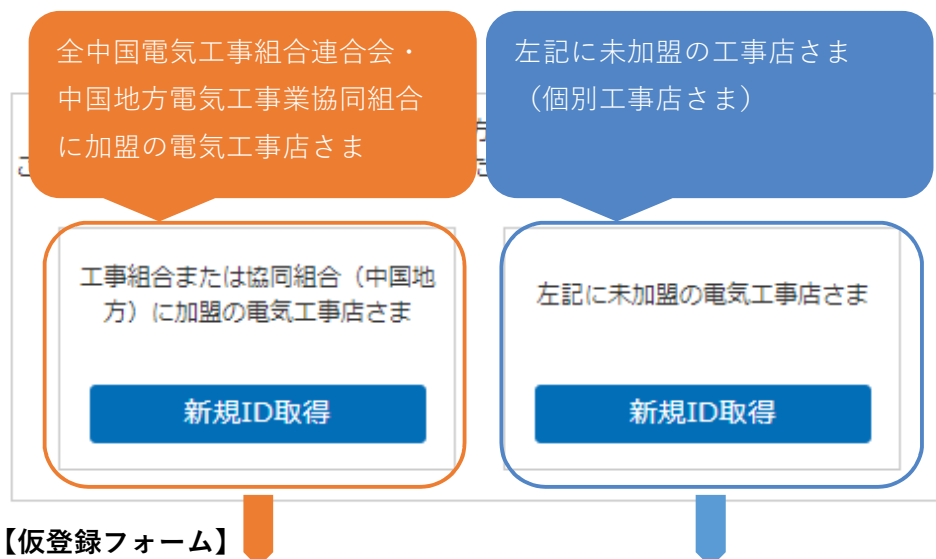 全中国電気工事組合連合会・
中国地方電気工事業協同組合
に加盟の電気工事店さま
左記に未加盟の工事店さま
（個別工事店さま）
工事組合または協同組合（中国地
方）に加盟の電気工事店さま
新規ID取得
左記に未加盟の電気工事店さま
新規ID取得
【仮登録フォーム】